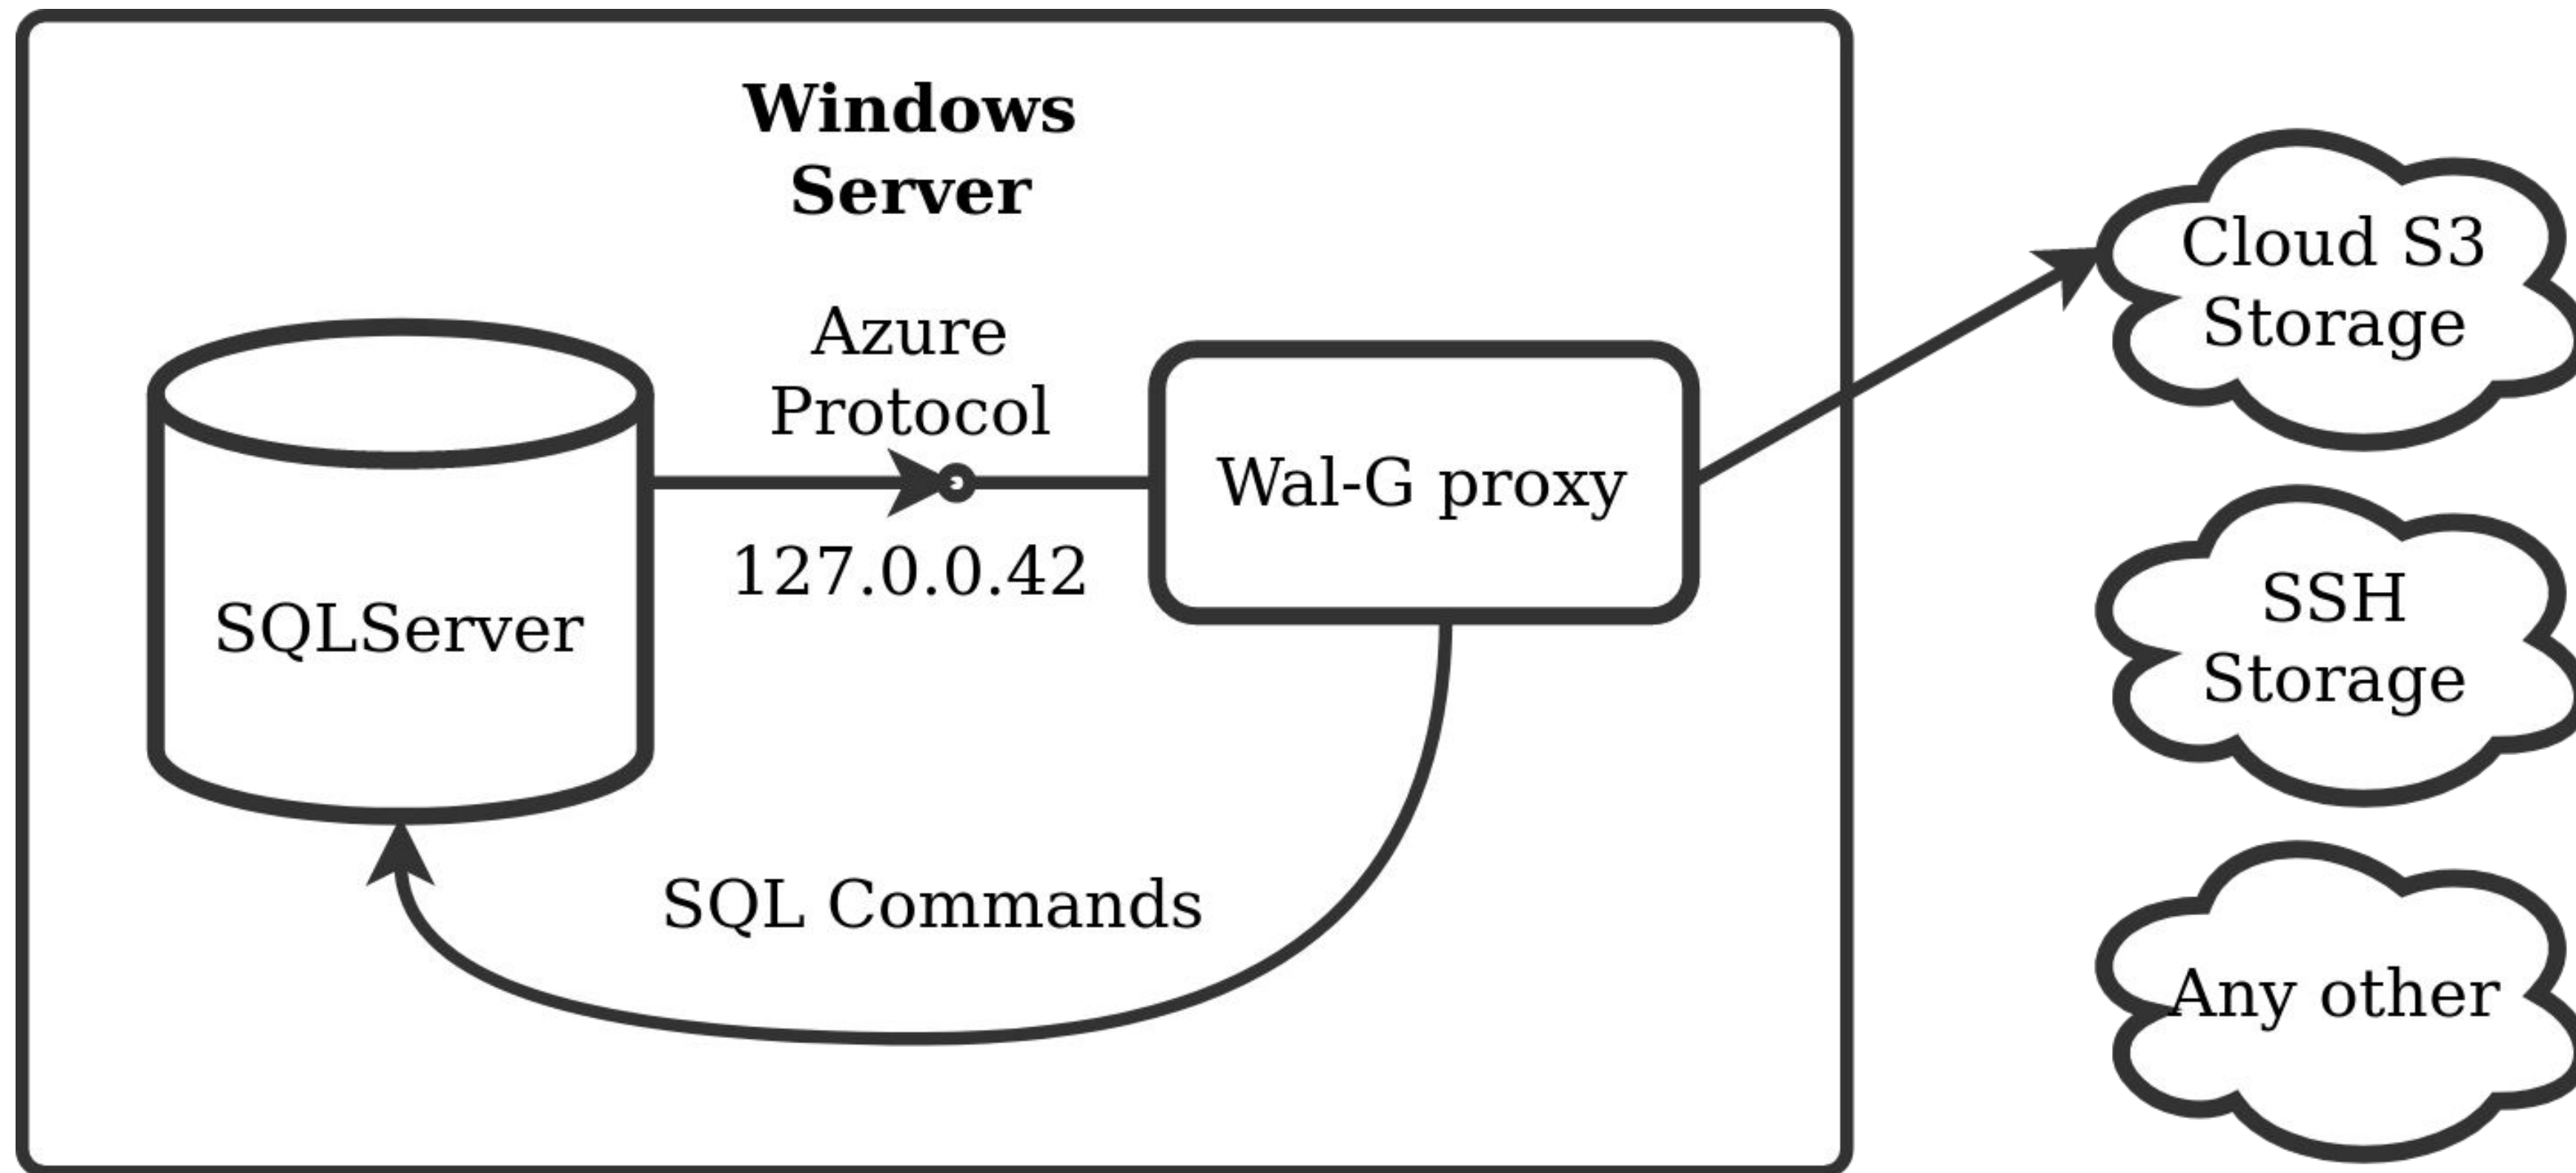 Windows
Server
Azure
Protocol
127.0.0.42
SQLServer
Wal-G proxy
SQL Commands
Cloud S3
Storage
SSH
Storage
Any other